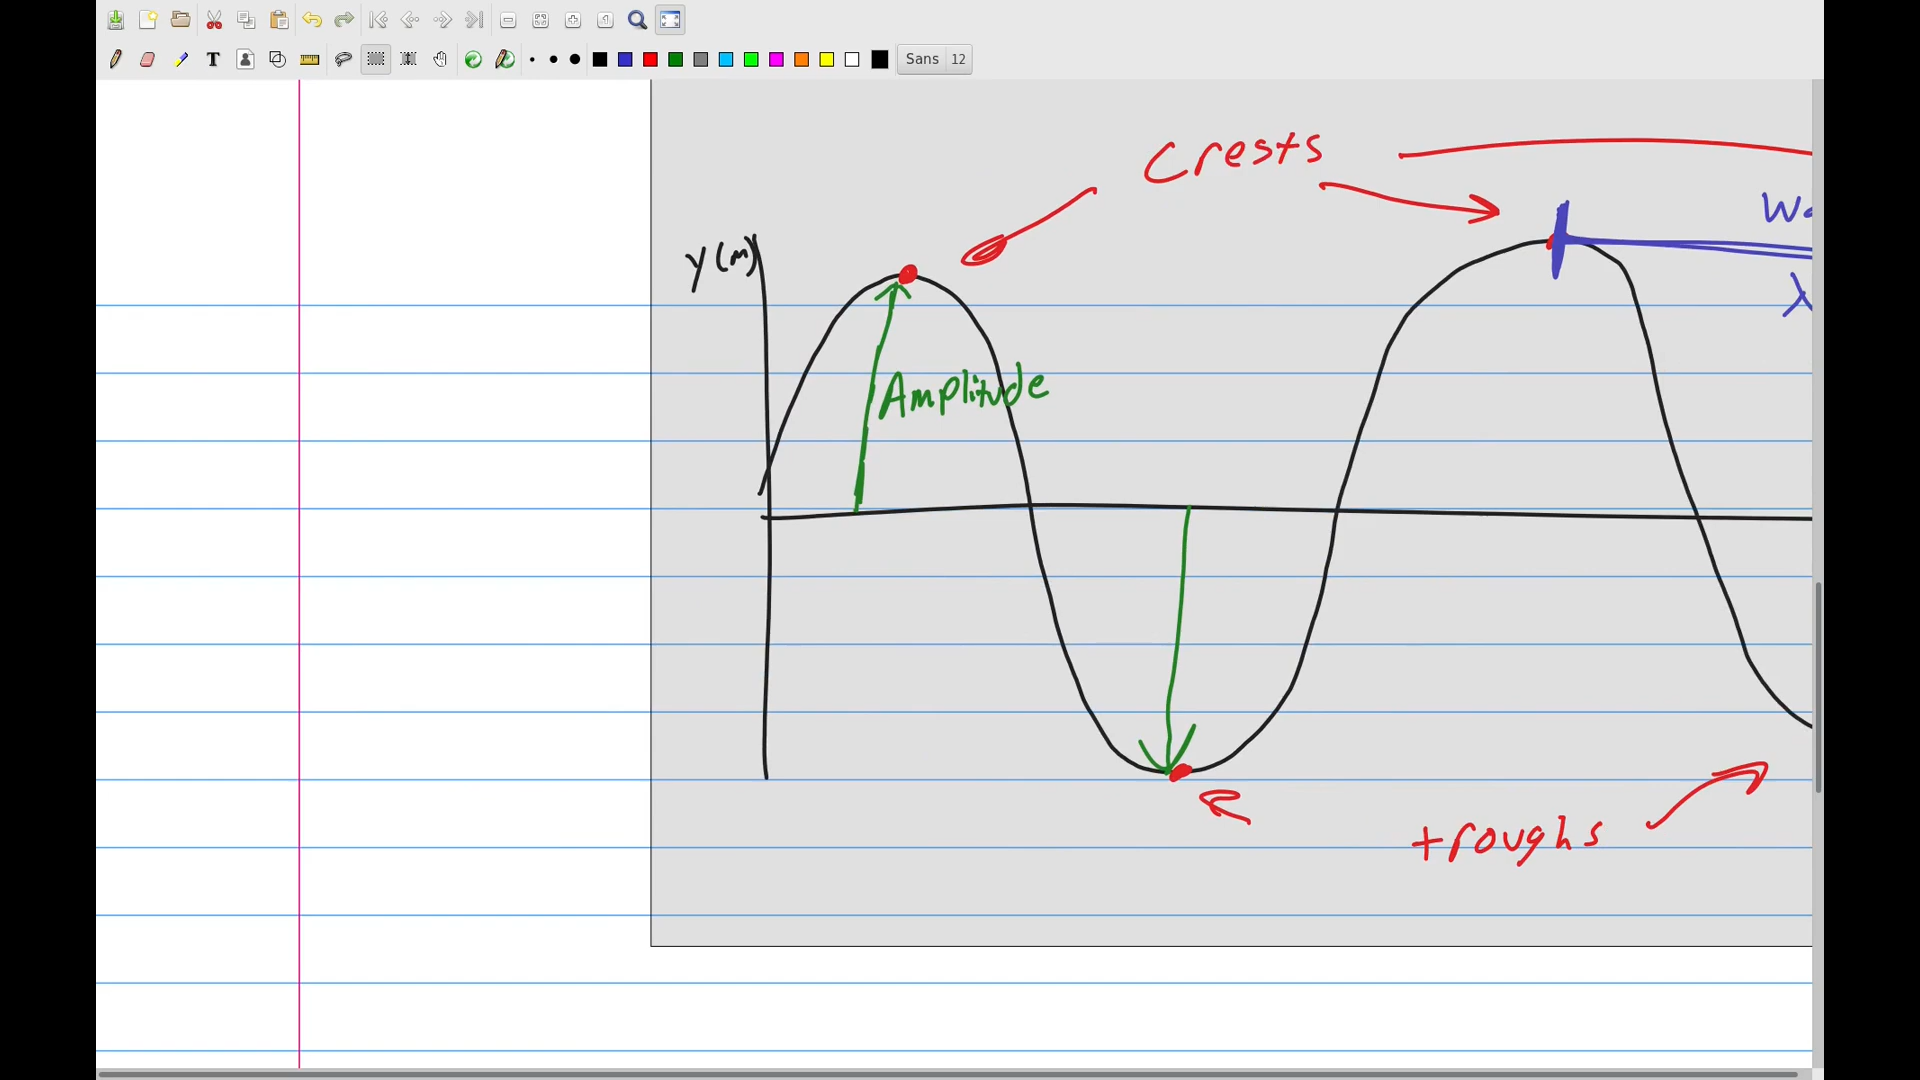 Sans 12
Crests
W
y(m)
λ
Amplitude
troughs